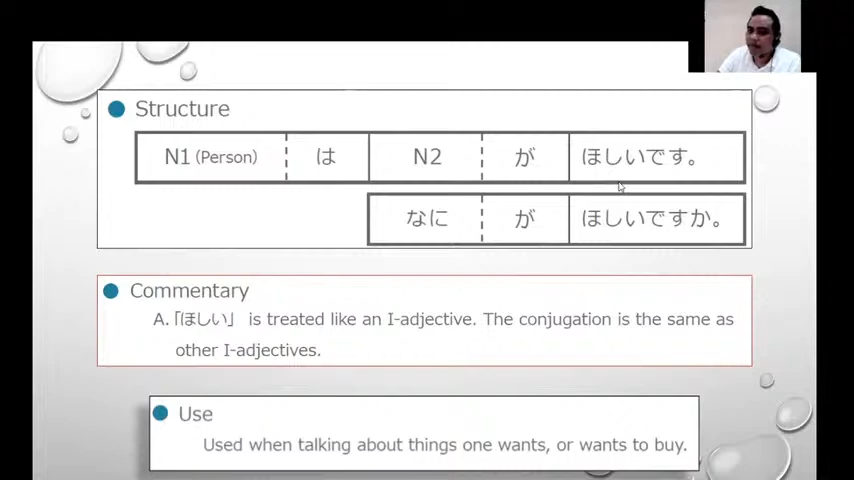 Structure
N1 (Person) は N2 が ほしいです。
なに が ほしいですか。
Commentary
A.「ほしい」 is treated like an I-adjective. The conjugation is the same as
other I-adjectives.
Use
Used when talking about things one wants, or wants to buy.